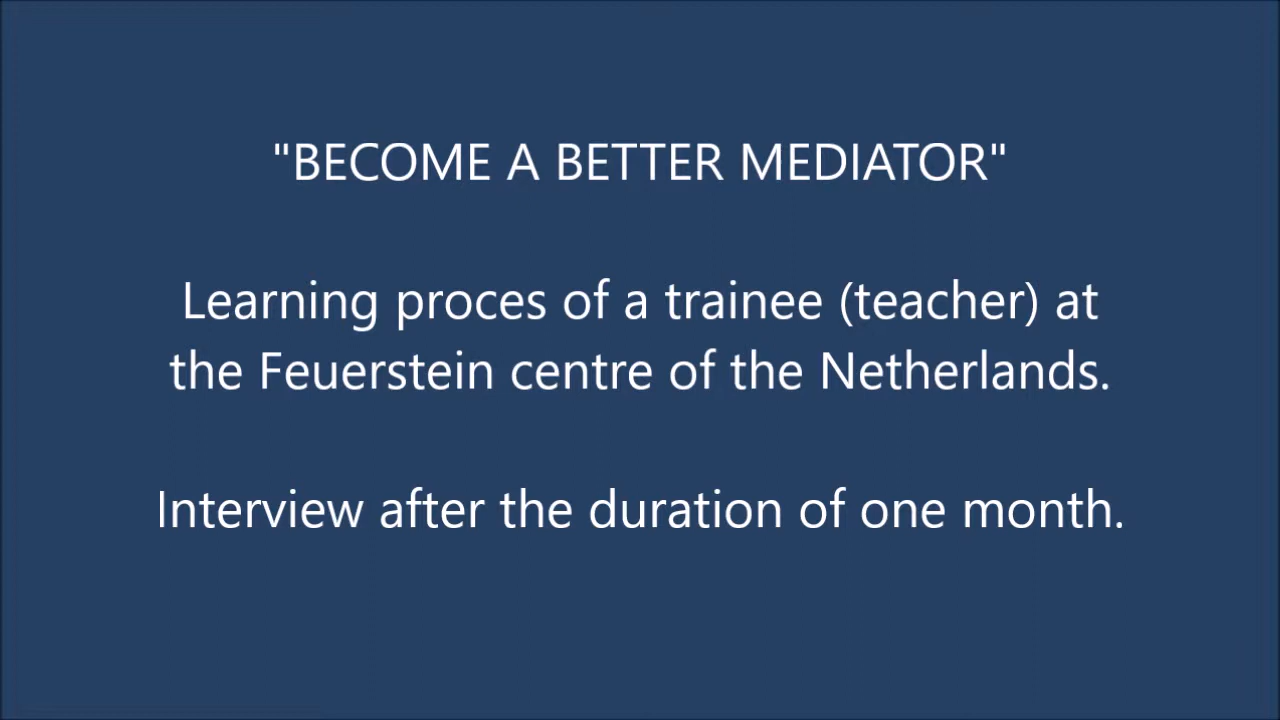 "BECOME A BETTER MEDIATOR"
Learning proces of a trainee (teacher) at
the Feuerstein centre of the Netherlands.
Interview after the duration of one month.